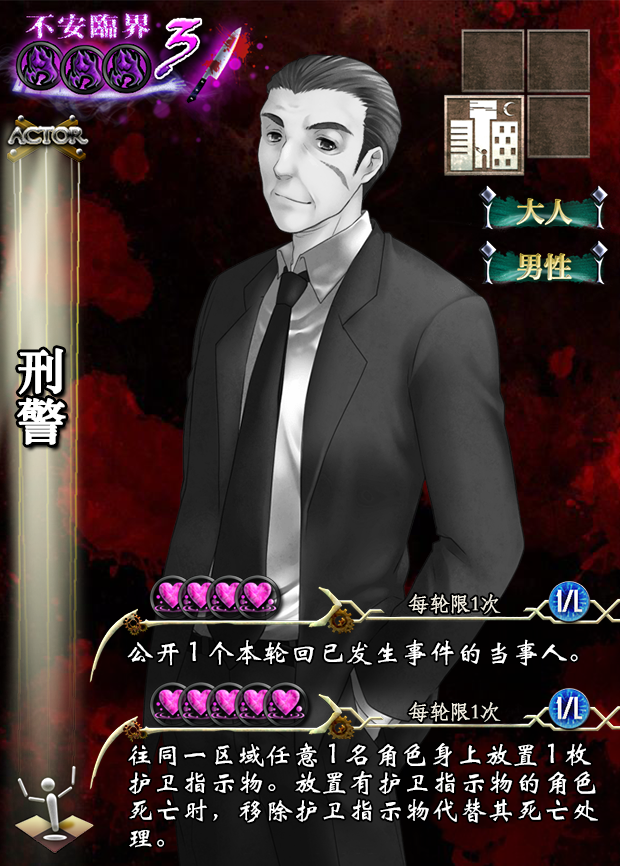 不安臨界
3
ACTOR
大人
男性
刑警
每轮限1次
1/L
公开1个本轮回已发生事件的当事人。
每轮限1次
1/L
往同一区域任意1名角色身上放置1枚
护卫指示物。放置有护卫指示物的角色
死亡时，移除护卫指示物代替其死亡处
理。